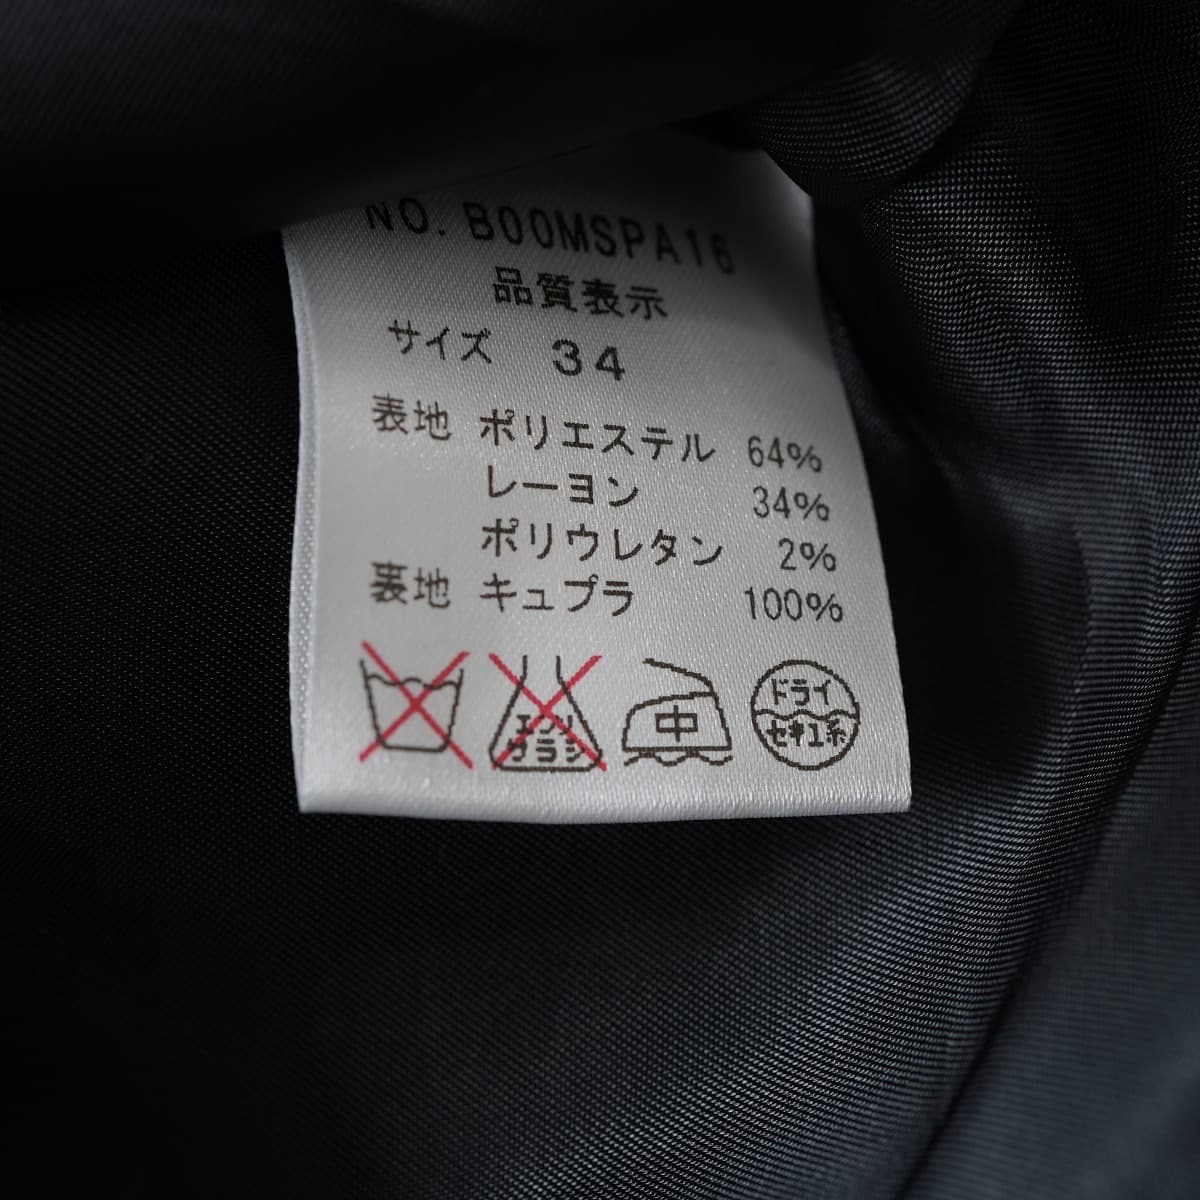 NO. B00MSPA16
品質表示
サイズ 34
表地 ポリエステル 64%
レーヨン 34%
ポリウレタン 2%
裏地 キュプラ 100%
エンソ
サラシ
中
ドライ
セキユ系